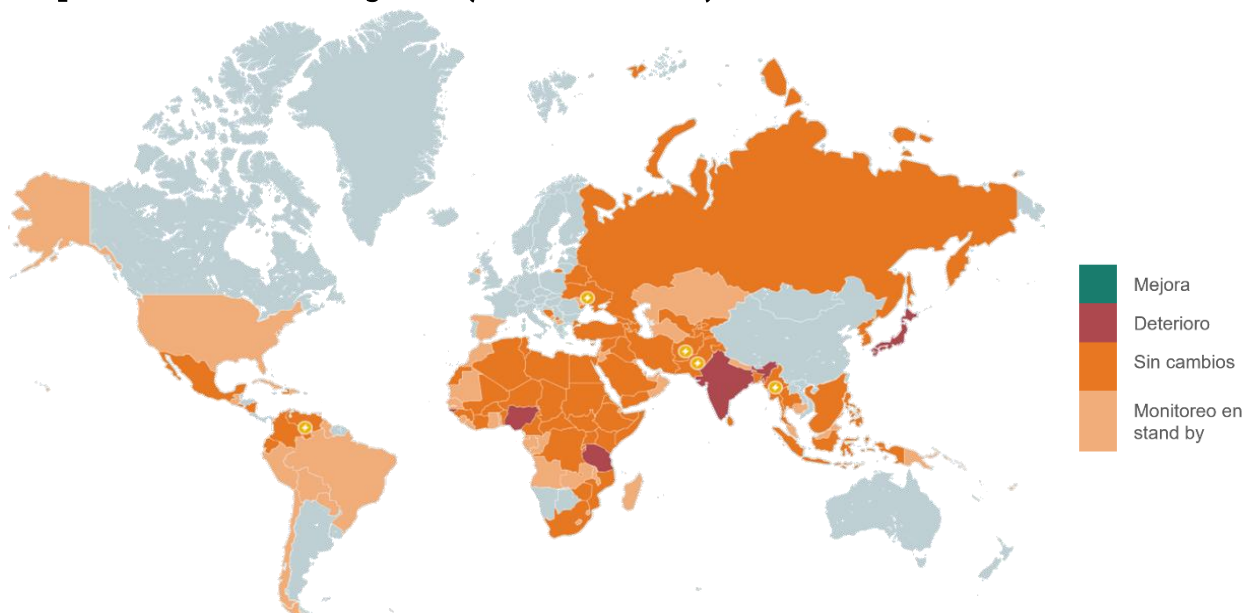 Mejora
Deterioro
Sin cambios
Monitoreo en
stand by